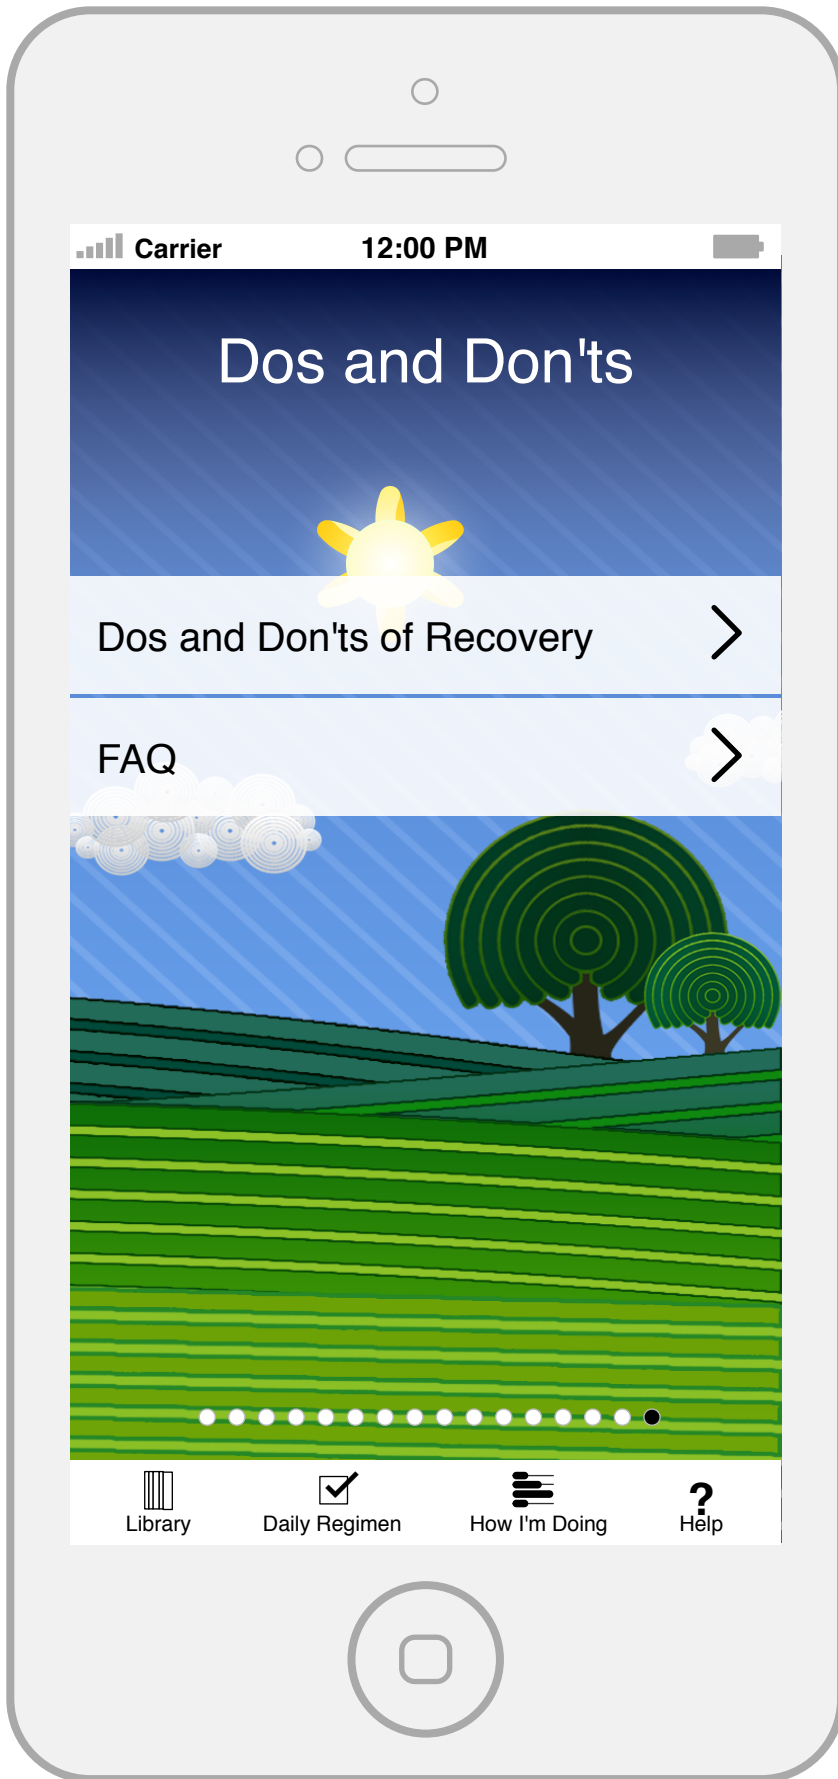 Carrier 12:00 PM
Dos and Don'ts
Dos and Don'ts of Recovery
FAQ
Library Daily Regimen How I'm Doing ? Help